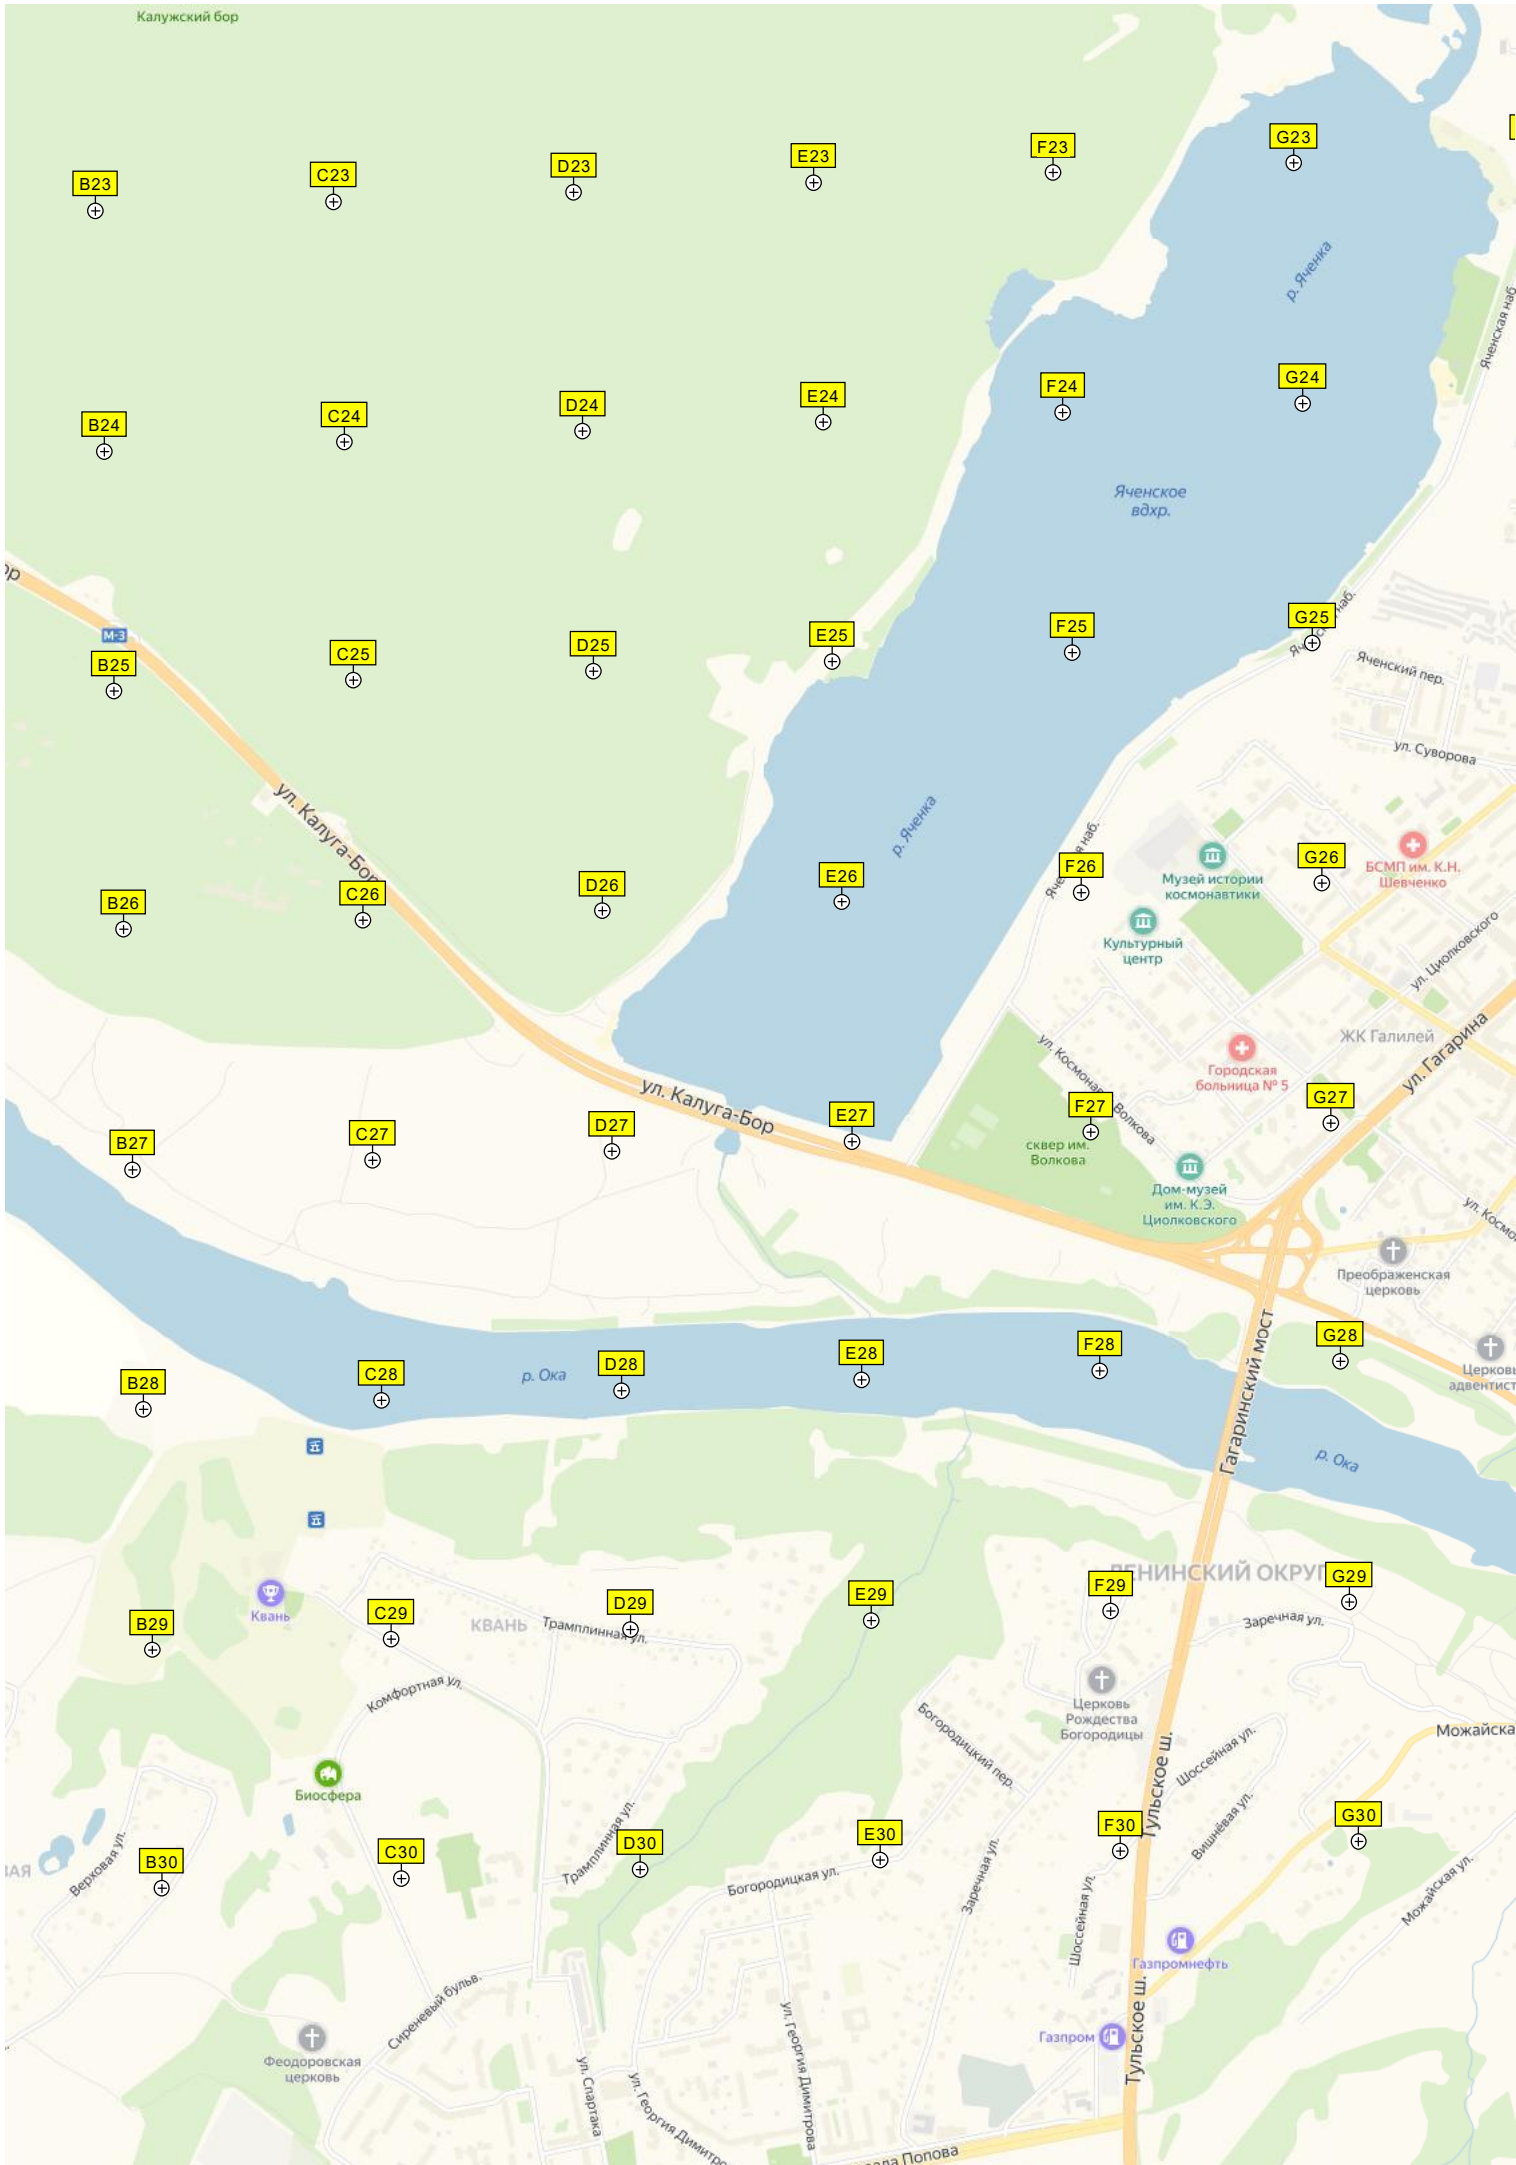 Калужский бор
G23
F23
E23
D23
C23
B23
р. Яченка
Яченская наб.
G24
F24
E24
D24
C24
B24
Яченское
вдхр.
М-3
G25
F25
E25
D25
C25
B25
Яченский пер.
ул. Суворова
ул. Калуга-Бор
р. Яченка
G26
F26
E26
D26
C26
B26
БСМП им. К.Н.
Шевченко
Музей истории
космонавтики
Культурный
центр
ул. Циолковского
ЖК Галилей
ул. Гагарина
Городская
больница № 5
ул. Калуга-Бор
Волкова
G27
F27
E27
D27
C27
B27
сквер им.
Волкова
Дом-музей
им. К.Э.
Циолковского
Преображенская
церковь
Гагаринский мост
G28
F28
E28
D28
C28
B28
р. Ока
Церковь
адвентист
р. Ока
ЛЕНИНСКИЙ ОКРУГ
G29
F29
E29
D29
C29
B29
Квань
КВАНЬ
Трамплинная ул.
Заречная ул.
Комфортная ул.
Церковь
Рождества
Богородицы
Богородицкий пер.
Шоссейная ул.
Можайска
Тульское ш.
Вишнёвая ул.
Биосфера
G30
F30
E30
D30
C30
B30
Верховая ул.
Трамплинная ул.
Богородицкая ул.
Заречная ул.
Шоссейная ул.
Можайская ул.
Газпромнефть
Сиреневый бульв.
Тульское ш.
Газпром
Феодоровская
церковь
ул. Спартака
ул. Георгия Димитрова
ул. Георгия Димитро
Попова